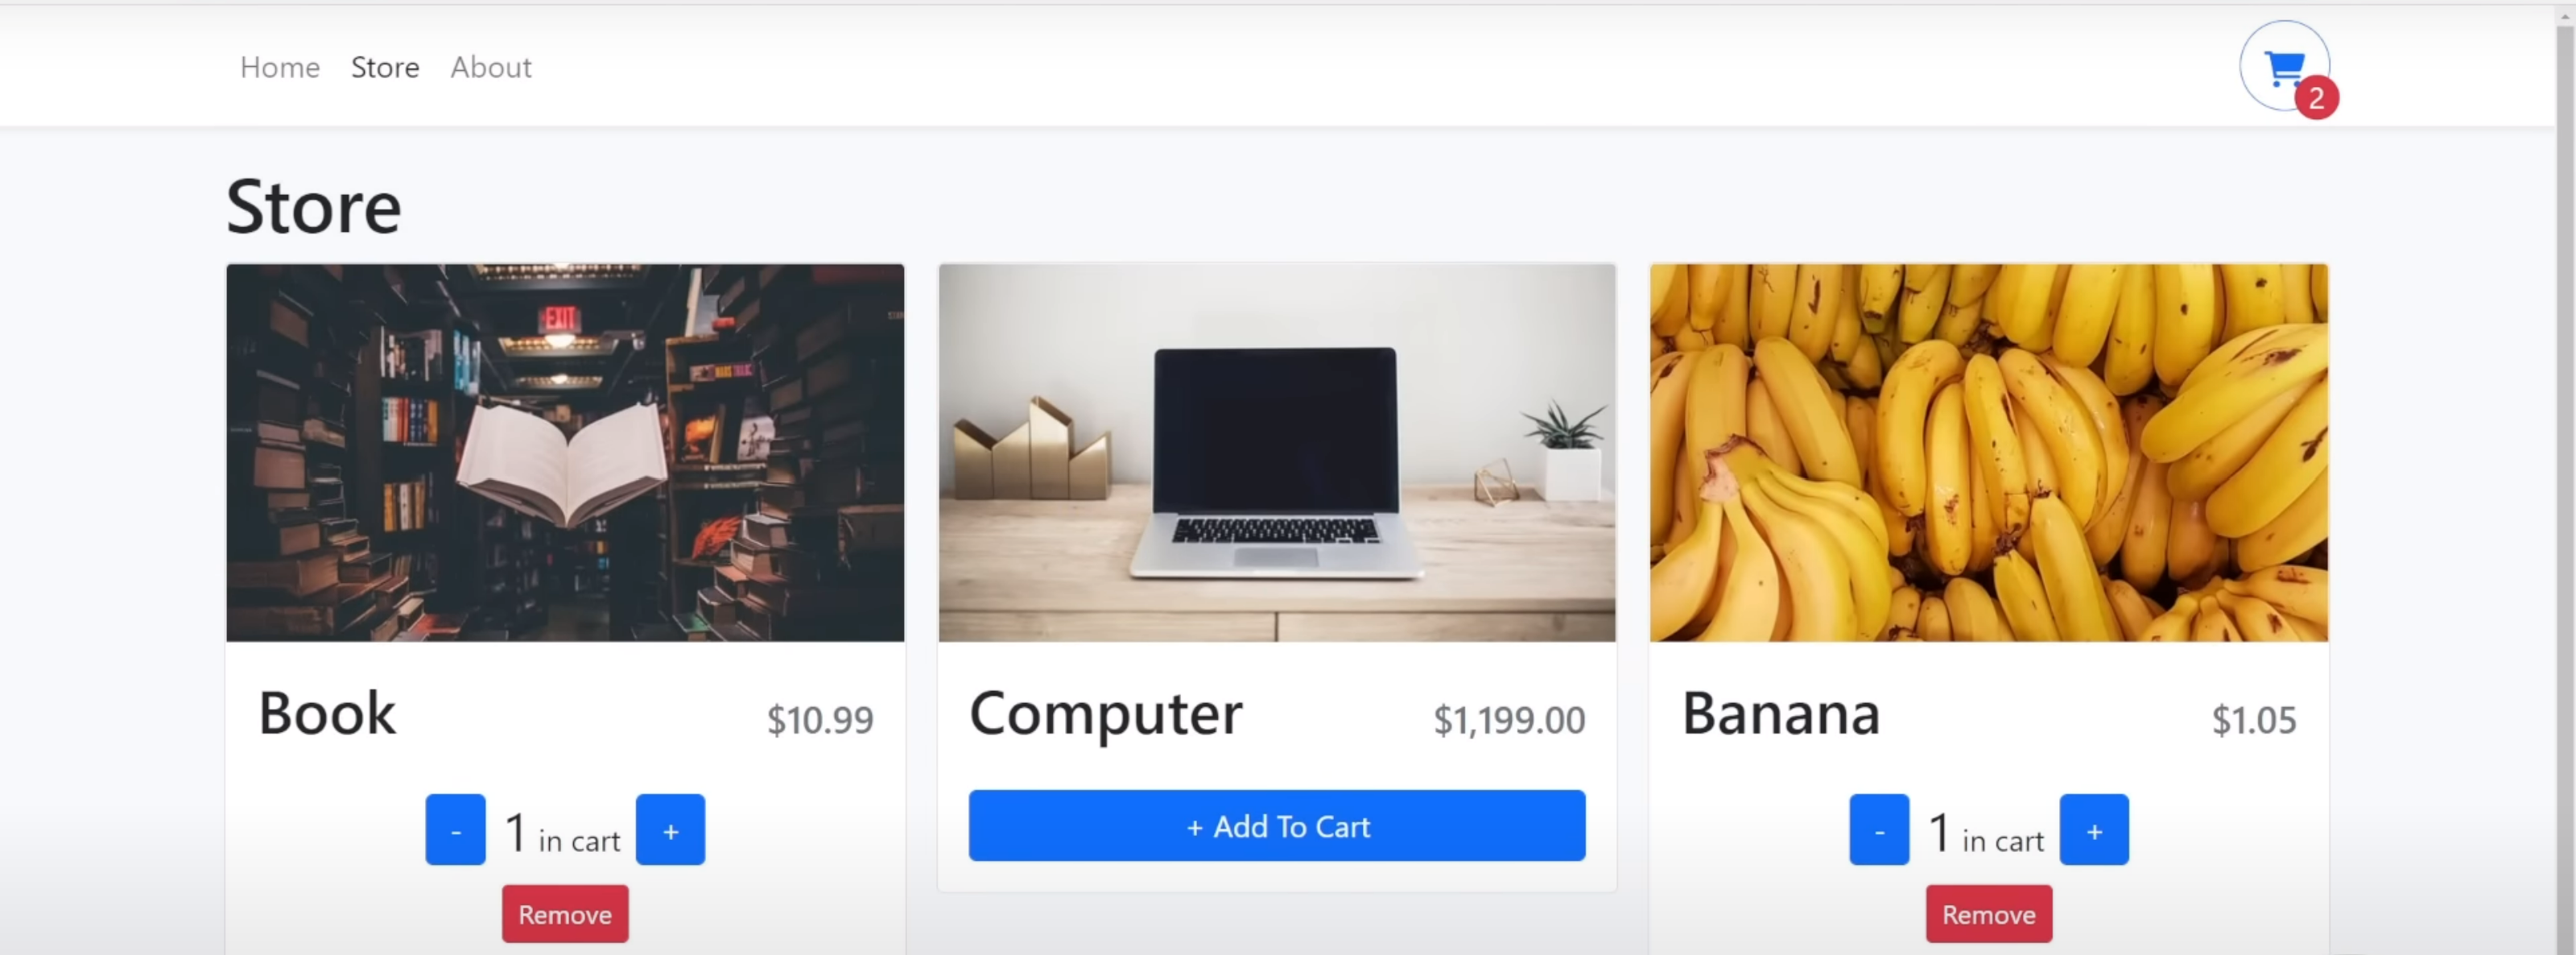 Home Store About
2
Store
EXIT
Book $10.99
- 1 in cart +
Remove
Computer $1,199.00
+ Add To Cart
Banana $1.05
- 1 in cart +
Remove